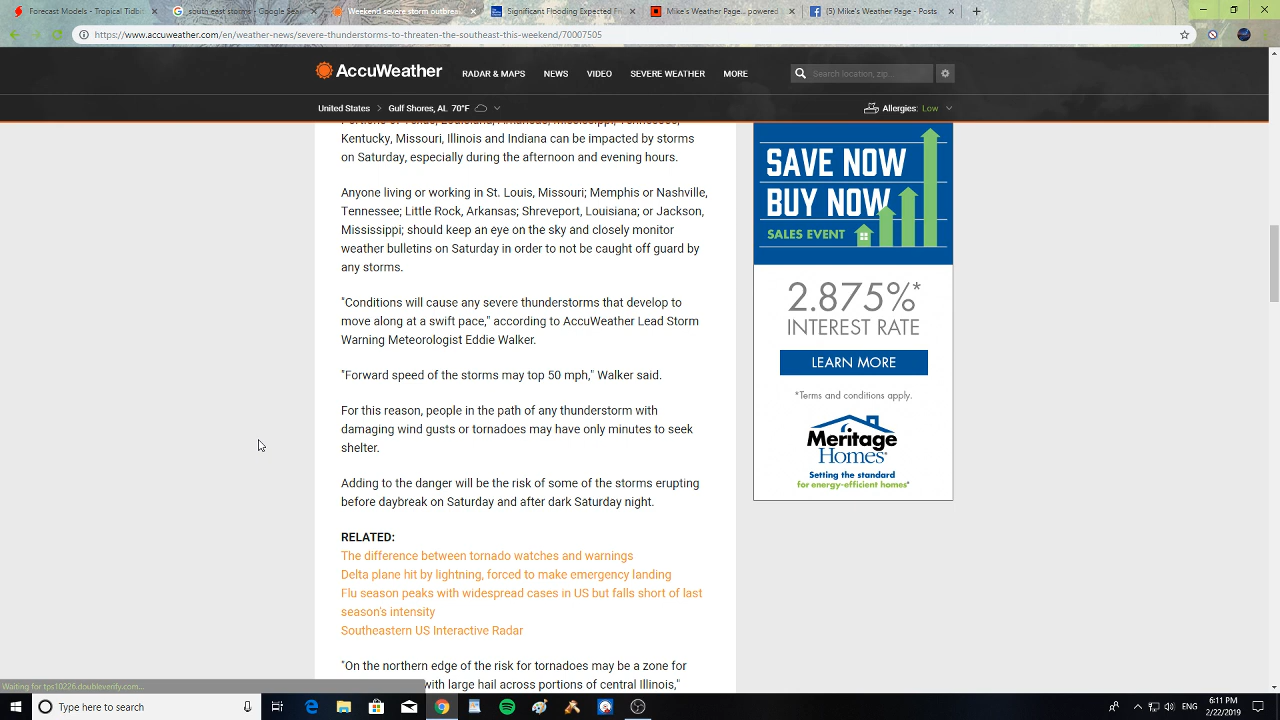 Forecast Models - Tropical Tidbi
south east storms - Google Sea
Weekend severe storm outbrea
Significant Flooding Expected Fri
Mike's Weather Page... powered
(5) Mike's Weather Page - Posts
https://www.accuweather.com/en/weather-news/severe-thunderstorms-to-threaten-the-southeast-this-weekend/70007505
AccuWeather
RADAR & MAPS
NEWS
VIDEO
SEVERE WEATHER
MORE
Search location, zip...
United States > Gulf Shores, AL 70°F
Allergies: Low
Portions of Texas, Louisiana, Arkansas, Mississippi, Tennessee,
Kentucky, Missouri, Illinois and Indiana can be impacted by storms
on Saturday, especially during the afternoon and evening hours.
Anyone living or working in St. Louis, Missouri; Memphis or Nashville,
Tennessee; Little Rock, Arkansas; Shreveport, Louisiana; or Jackson,
Mississippi; should keep an eye on the sky and closely monitor
weather bulletins on Saturday in order to not be caught off guard by
any storms.
"Conditions will cause any severe thunderstorms that develop to
move along at a swift pace," according to AccuWeather Lead Storm
Warning Meteorologist Eddie Walker.
"Forward speed of the storms may top 50 mph," Walker said.
For this reason, people in the path of any thunderstorm with
damaging wind gusts or tornadoes may have only minutes to seek
shelter.
Adding to the danger will be the risk of some of the storms erupting
before daybreak on Saturday and after dark Saturday night.
RELATED:
The difference between tornado watches and warnings
Delta plane hit by lightning, forced to make emergency landing
Flu season peaks with widespread cases in US but falls short of last
season's intensity
Southeastern US Interactive Radar
"On the northern edge of the risk for tornadoes may be a zone for
with large hail across portions of central Illinois,"
SAVE NOW
BUY NOW
SALES EVENT
2.875%*
INTEREST RATE
LEARN MORE
*Terms and conditions apply.
Meritage
Homes®
Setting the standard
for energy-efficient homes®
Waiting for tps10226.doubleverify.com...
Type here to search
ENG
6:11 PM
2/22/2019